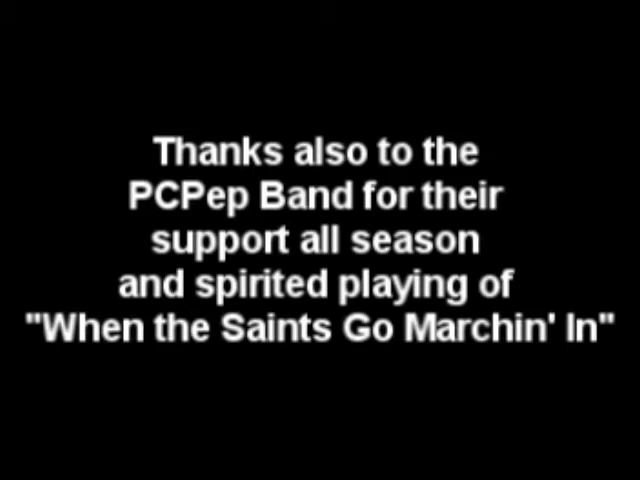 Thanks also to the
PCPep Band for their
support all season
and spirited playing of
"When the Saints Go Marchin' In"